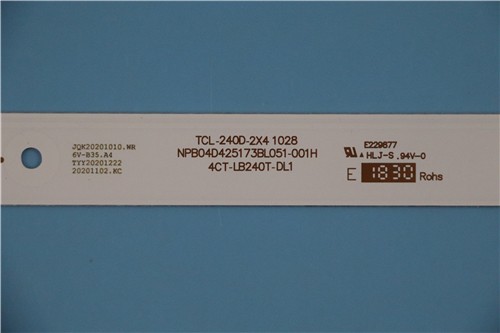 JQK20201010.WR
6V-B35.A4
TYY20201222
20201102.KC
TCL-240D-2X4 1028
NPB04D425173BL051-001H
4CT-LB240T-DL1
E229877
HLJ-S .94V-0
E 1830 Rohs